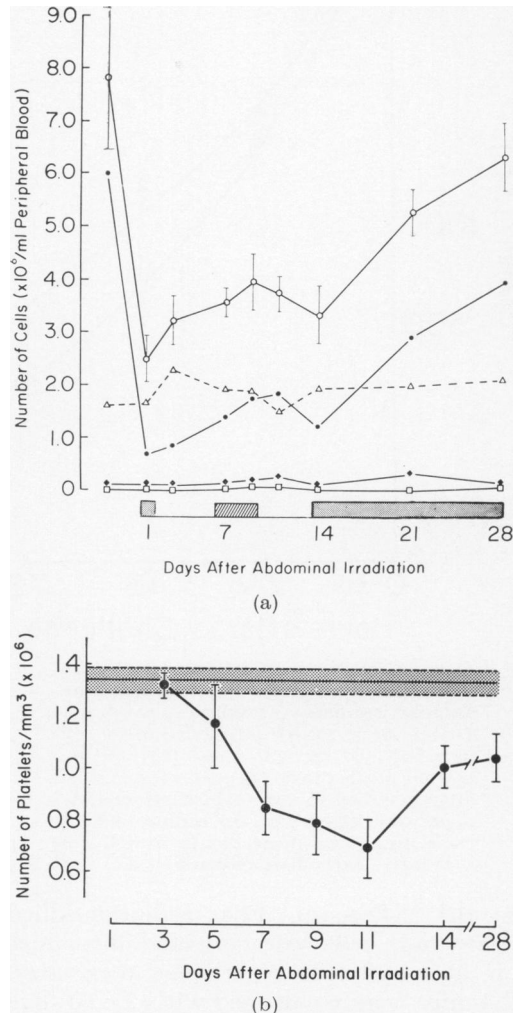 9.0
8.0
7.0
6.0
5.0
4.0
3.0
2.0
1.0
0
Number of Cells (x10⁶/ml Peripheral Blood)
1 7 14 21 28
Days After Abdominal Irradiation
(a)
1.4
1.2
1.0
0.8
0.6
Number of Platelets/mm³ (x 10⁶)
1 3 5 7 9 11 14 28
Days After Abdominal Irradiation
(b)